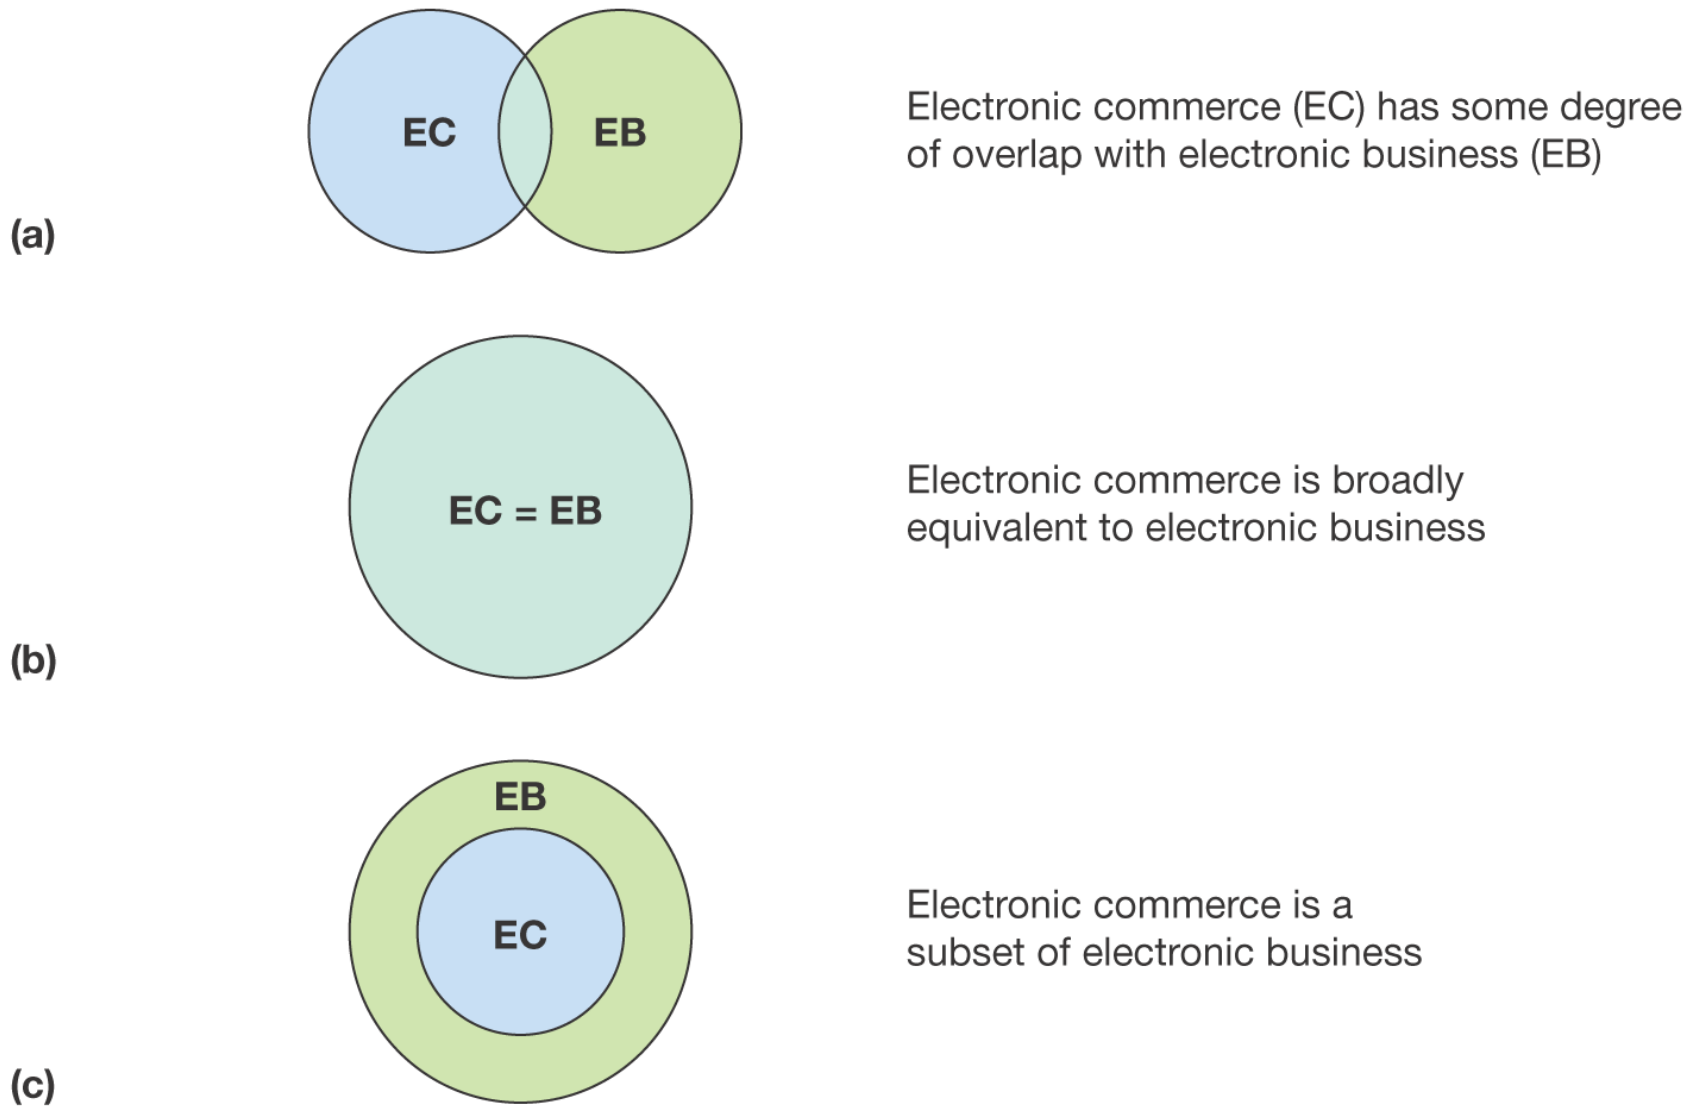 EC
EB
Electronic commerce (EC) has some degree
of overlap with electronic business (EB)
(a)
EC = EB
Electronic commerce is broadly
equivalent to electronic business
(b)
EB
EC
Electronic commerce is a
subset of electronic business
(c)